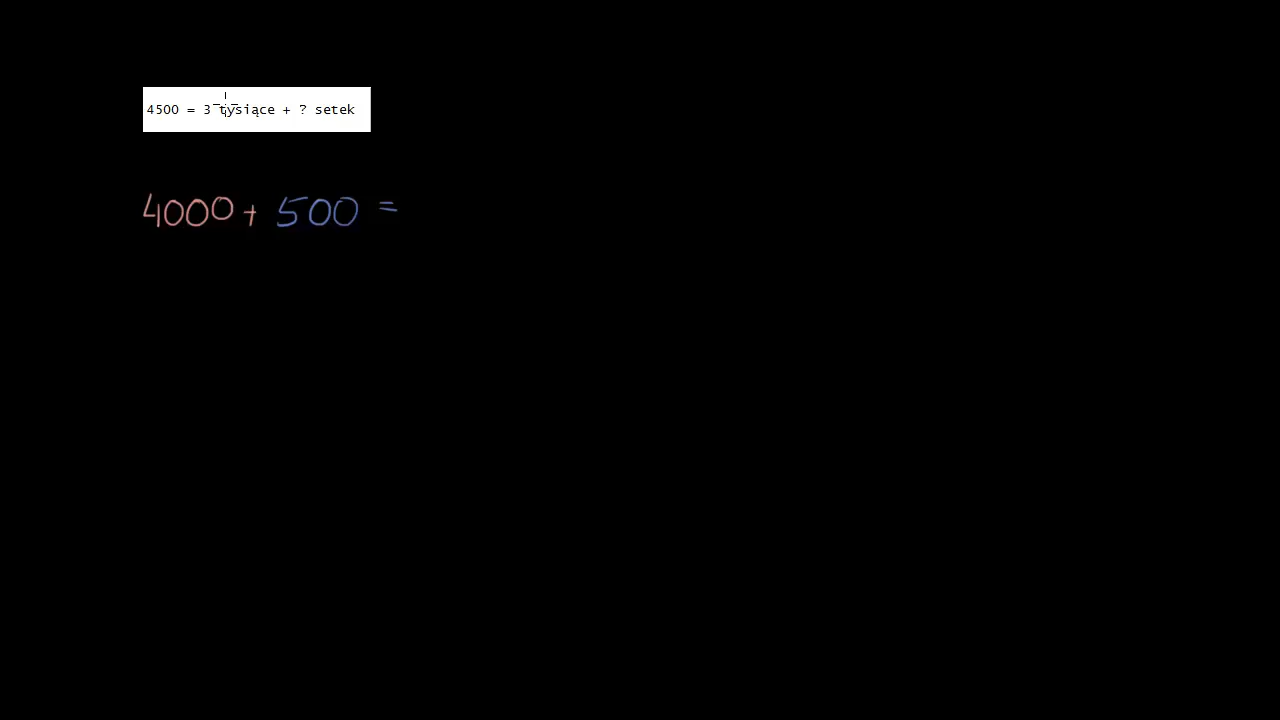 4500 = 3 tysiące + ? setek
4000 + 500 =